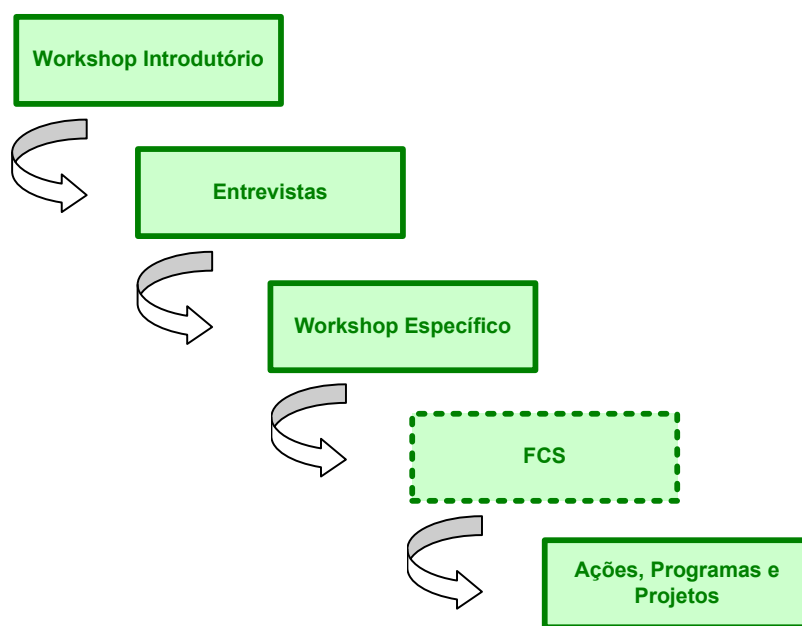 Workshop Introdutório
Entrevistas
Workshop Específico
FCS
Ações, Programas e
Projetos